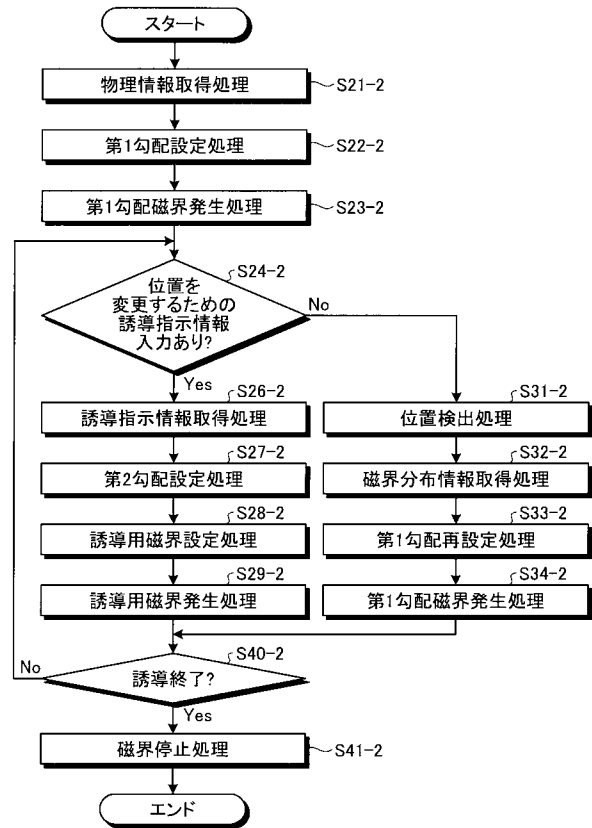 スタート
物理情報取得処理
S21-2
第1勾配設定処理
S22-2
第1勾配磁界発生処理
S23-2
S24-2
位置を
変更するための
誘導指示情報
入力あり?
No
Yes
S26-2
誘導指示情報取得処理
S27-2
第2勾配設定処理
S28-2
誘導用磁界設定処理
S29-2
誘導用磁界発生処理
S31-2
位置検出処理
S32-2
磁界分布情報取得処理
S33-2
第1勾配再設定処理
S34-2
第1勾配磁界発生処理
S40-2
誘導終了?
No
Yes
磁界停止処理
S41-2
エンド